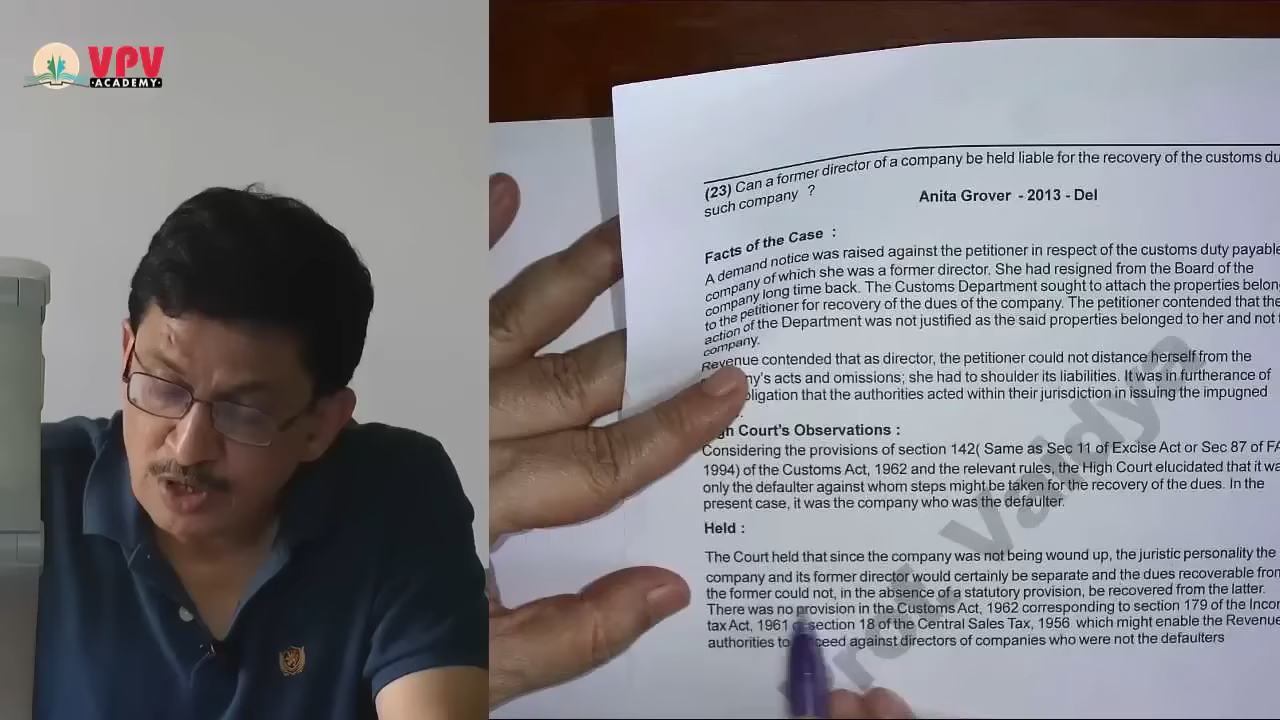 VPV
ACADEMY
(23) Can a former director of a company be held liable for the recovery of the customs
such company ?
Anita Grover - 2013 - Del
Facts of the Case :
A demand notice was raised against the petitioner in respect of the customs duty payable
company of which she was a former director. She had resigned from the Board of the
company long time back. The Customs Department sought to attach the properties
to the petitioner for recovery of the dues of the company. The petitioner contended that the
action of the Department was not justified as the said properties belonged to her and not
company.
Revenue contended that as director, the petitioner could not distance herself from the
acts and omissions; she had to shoulder its liabilities. It was in furtherance of
that the authorities acted within their jurisdiction in issuing the impugned
Court's Observations :
Considering the provisions of section 142( Same as Sec 11 of Excise Act or Sec 87 of
1994) of the Customs Act, 1962 and the relevant rules, the High Court elucidated that it
only the defaulter against whom steps might be taken for the recovery of the dues. In the
present case, it was the company who was the defaulter.
Held :
The Court held that since the company was not being wound up, the juristic personality the
company and its former director would certainly be separate and the dues recoverable
the former could not, in the absence of a statutory provision, be recovered from the latter.
There was no provision in the Customs Act, 1962 corresponding to section 179 of the
tax Act, 1961 section 18 of the Central Sales Tax, 1956 which might enable the Revenue
authorities to against directors of companies who were not the defaulters